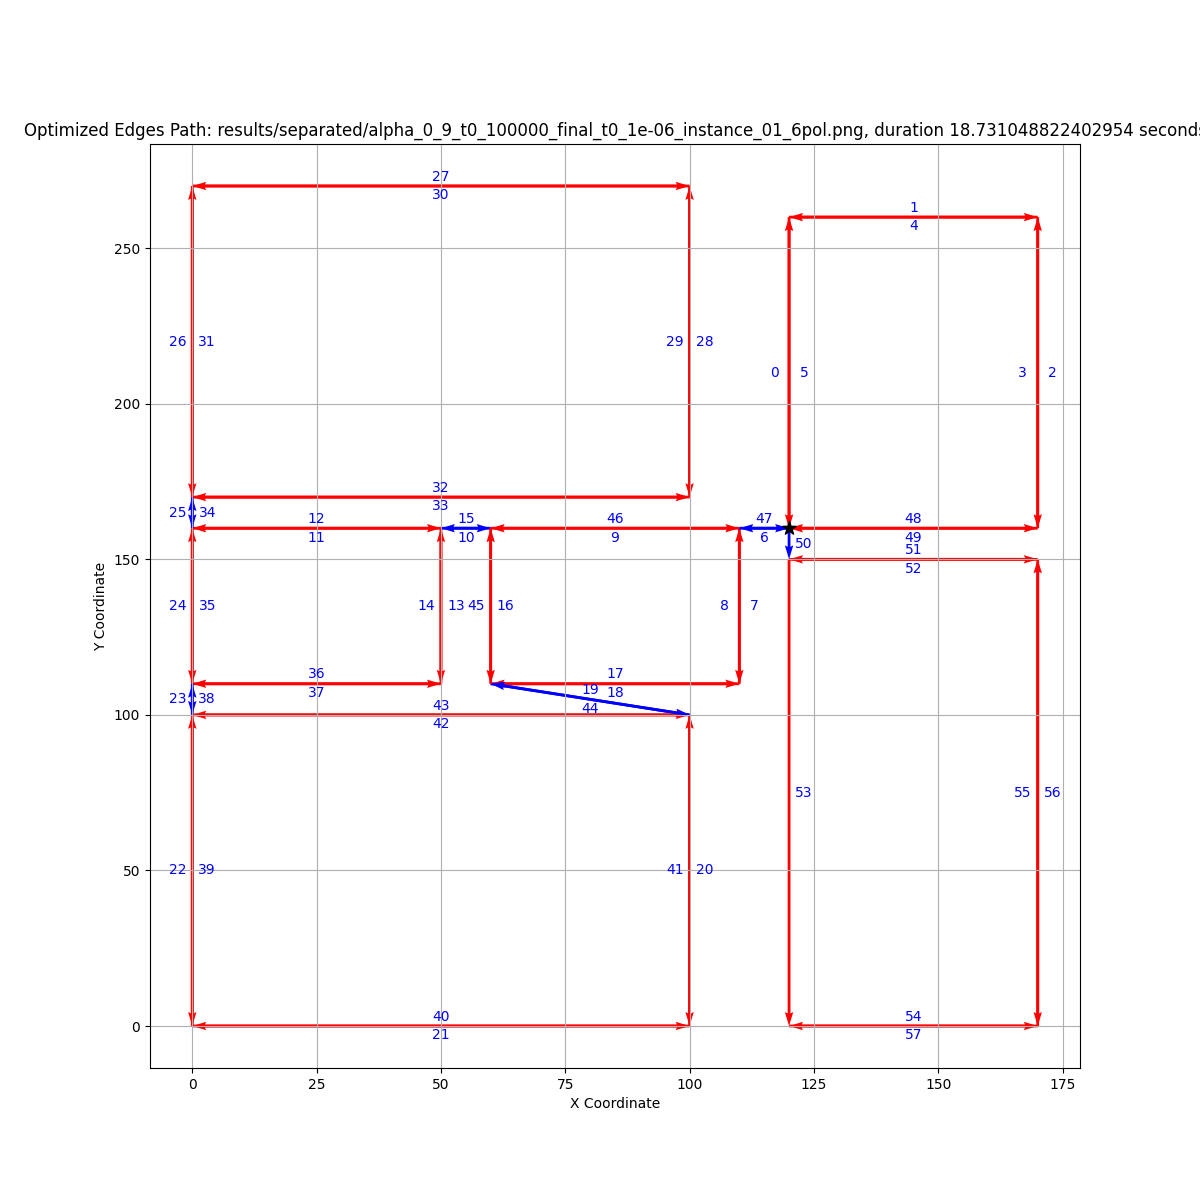 Optimized Edges Path: results/separated/alpha_0_9_t0_100000_final_t0_1e-06_instance_01_6pol.png, duration 18.731048822402954 second
27
30
1
4
250
26 31 29 28
0 5 3 2
200
32
33
25 34
12 15 46 47 48
11 10 9 6 49
50
51
52
150
24 35 14 13 45 16 8 7
36 17
37 19 18
23 38
43 44
42
100
53 55 56
22 39 41 20
50
40 54
21 57
0
0 25 50 75 100 125 150 175
X Coordinate
Y Coordinate